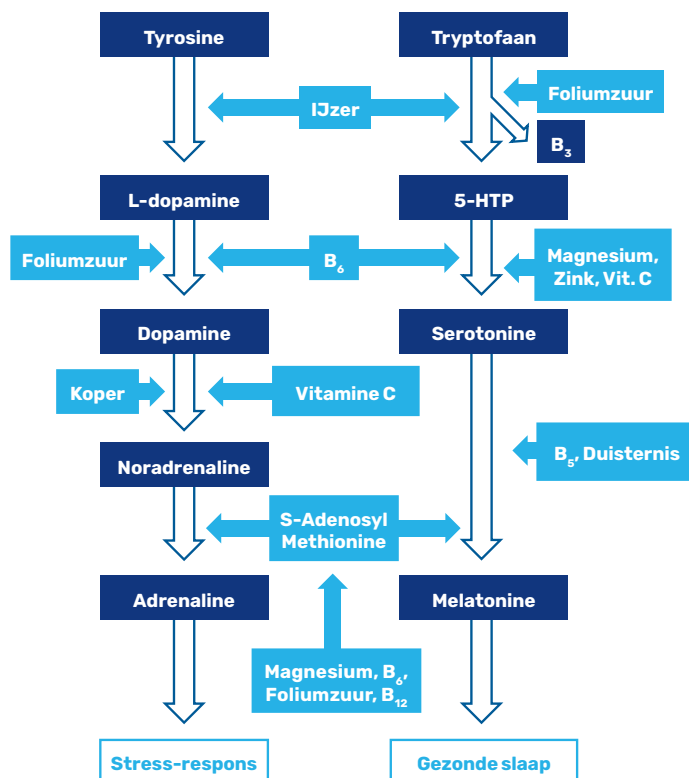 Tyrosine
Tryptofaan
IJzer
Foliumzuur
B₃
L-dopamine
5-HTP
Foliumzuur
B₆
Magnesium,
Zink, Vit. C
Dopamine
Serotonine
Koper
Vitamine C
B₅, Duisternis
Noradrenaline
S-Adenosyl
Methionine
Adrenaline
Melatonine
Magnesium, B₆,
Foliumzuur, B₁₂
Stress-respons
Gezonde slaap